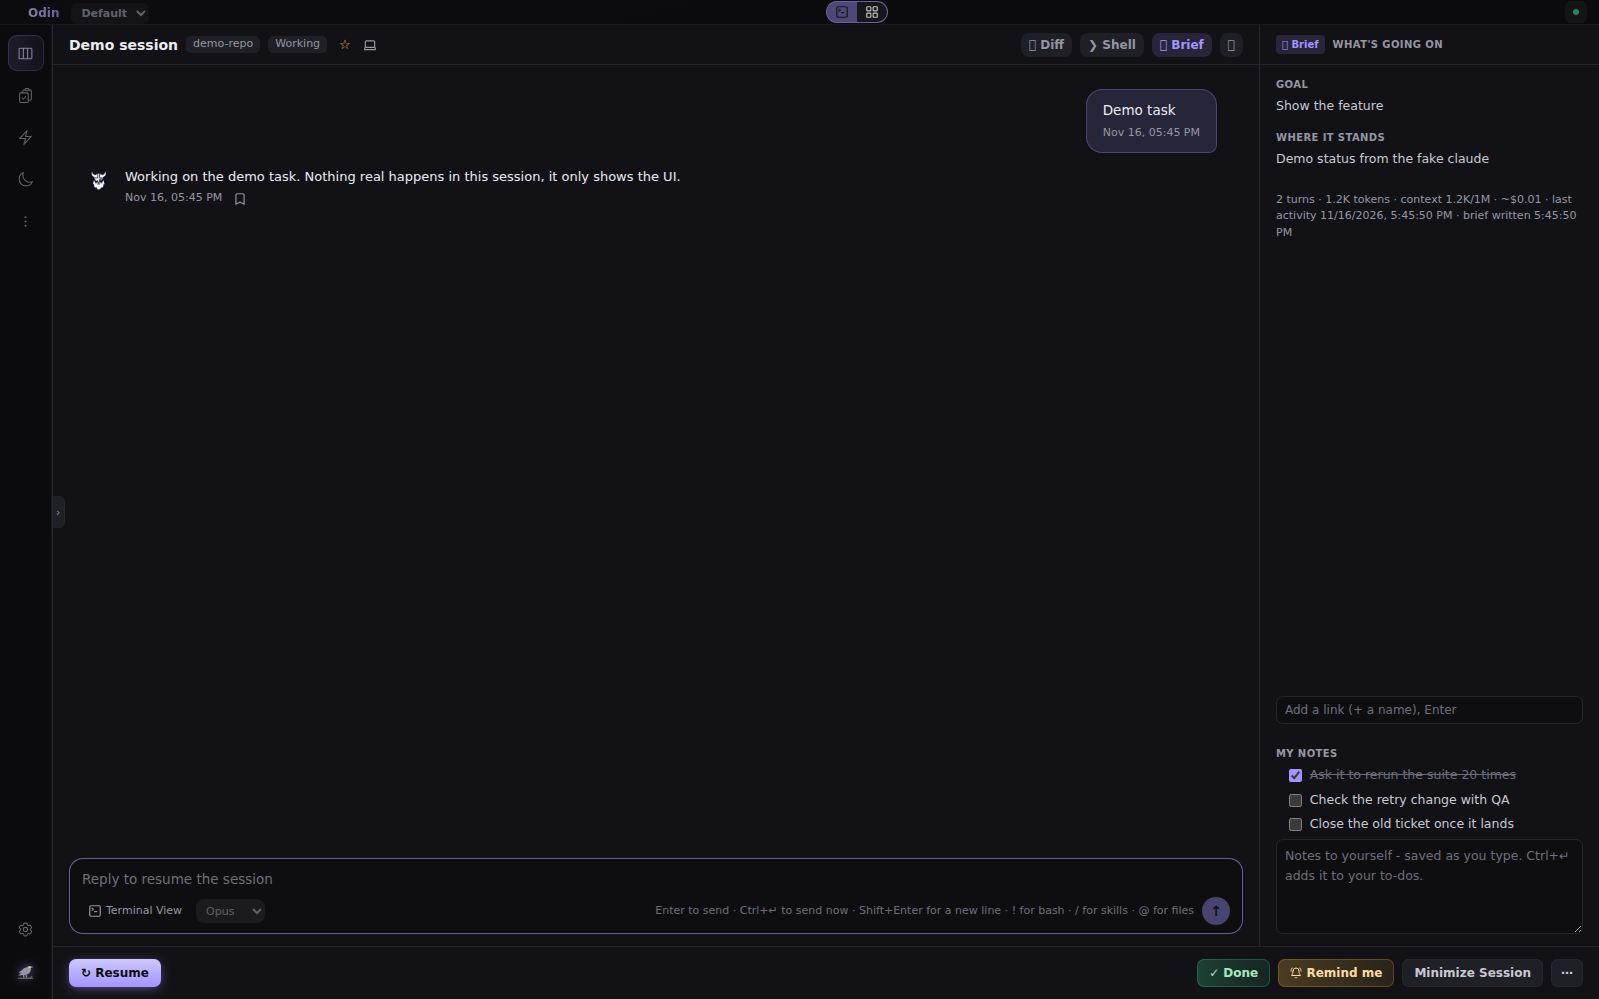 Odin
Default
Demo session
demo-repo
Working
Diff
Shell
Brief
Brief
WHAT'S GOING ON
Demo task
Nov 16, 05:45 PM
Working on the demo task. Nothing real happens in this session, it only shows the UI.
Nov 16, 05:45 PM
GOAL
Show the feature
WHERE IT STANDS
Demo status from the fake claude
2 turns · 1.2K tokens · context 1.2K/1M · ~$0.01 · last
activity 11/16/2026, 5:45:50 PM · brief written 5:45:50
PM
Add a link (+ a name), Enter
MY NOTES
Ask it to rerun the suite 20 times
Check the retry change with QA
Close the old ticket once it lands
Notes to yourself - saved as you type. Ctrl+↵
adds it to your to-dos.
Reply to resume the session
Terminal View
Opus
Enter to send · Ctrl+↵ to send now · Shift+Enter for a new line · ! for bash · / for skills · @ for files
↻ Resume
✓ Done
Remind me
Minimize Session